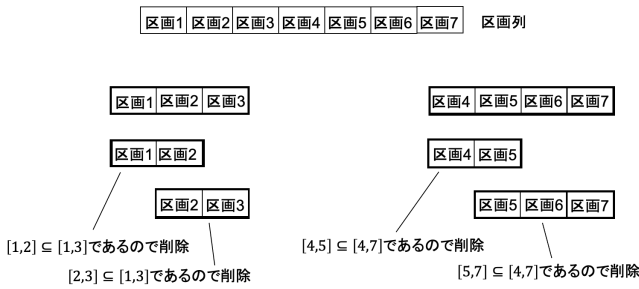 区画1 区画2 区画3 区画4 区画5 区画6 区画7 区画列
区画1 区画2 区画3
区画4 区画5 区画6 区画7
区画1 区画2
区画4 区画5
区画2 区画3
区画5 区画6 区画7
[1,2] ⊆ [1,3]であるので削除
[4,5] ⊆ [4,7]であるので削除
[2,3] ⊆ [1,3]であるので削除
[5,7] ⊆ [4,7]であるので削除